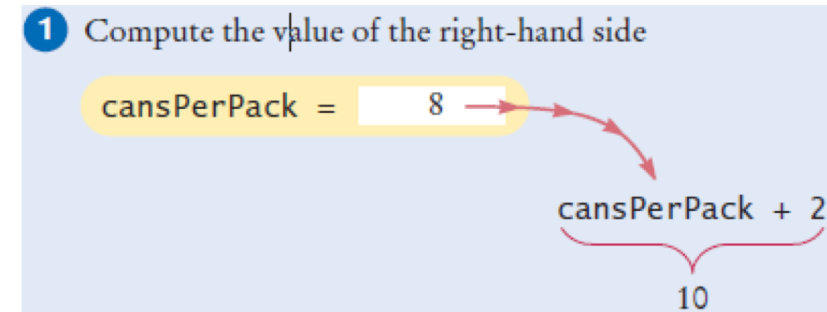 1 Compute the value of the right-hand side
cansPerPack = 8
cansPerPack + 2
10